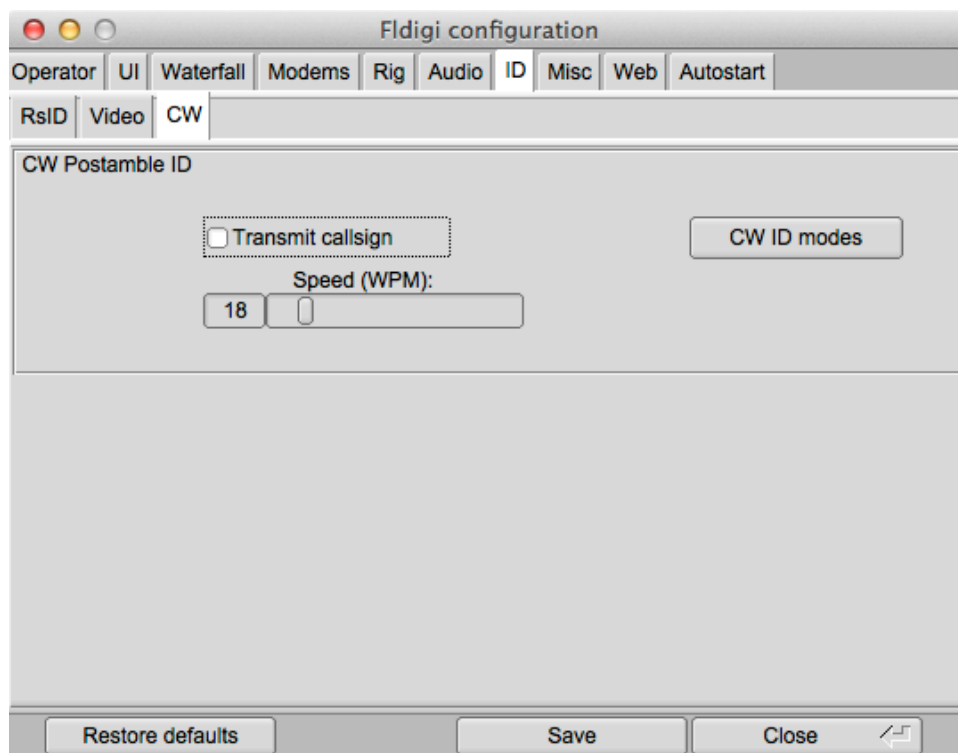 Fldigi configuration
Operator UI Waterfall Modems Rig Audio ID Misc Web Autostart
RsID Video CW
CW Postamble ID
Transmit callsign CW ID modes
Speed (WPM):
18
Restore defaults Save Close